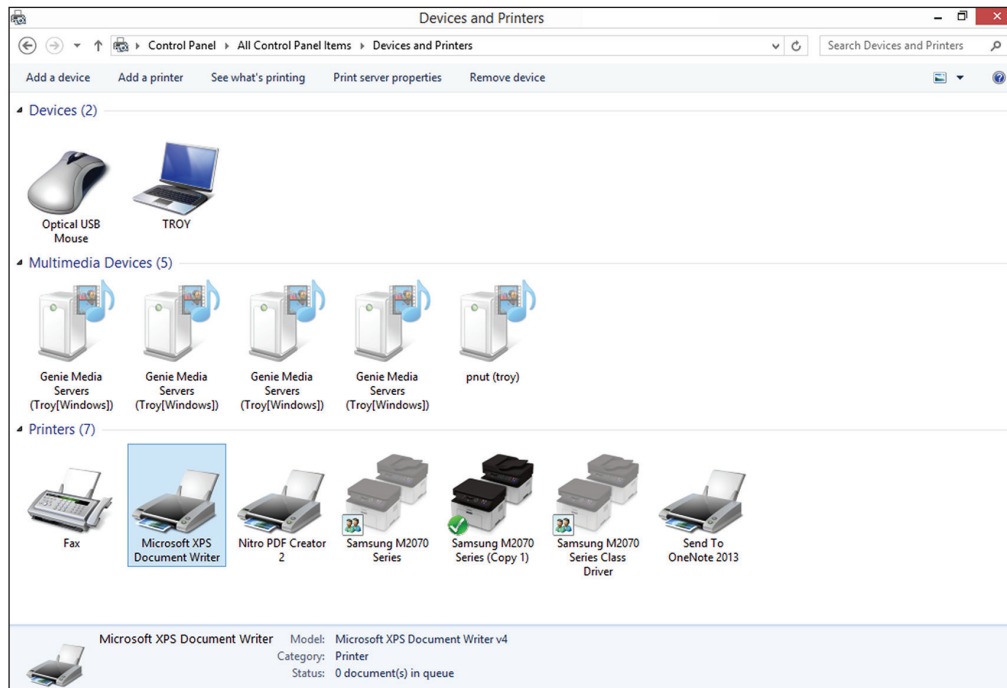 Devices and Printers
Control Panel
All Control Panel Items
Devices and Printers
Search Devices and Printers
Add a device
Add a printer
See what's printing
Print server properties
Remove device
Devices (2)
Optical USB
Mouse
TROY
Multimedia Devices (5)
Genie Media
Servers
(Troy[Windows])
Genie Media
Servers
(Troy[Windows])
Genie Media
Servers
(Troy[Windows])
Genie Media
Servers
(Troy[Windows])
pnut (troy)
Printers (7)
Fax
Microsoft XPS
Document Writer
Nitro PDF Creator
2
Samsung M2070
Series
Samsung M2070
Series (Copy 1)
Samsung M2070
Series Class
Driver
Send To
OneNote 2013
Microsoft XPS Document Writer
Model: Microsoft XPS Document Writer v4
Category: Printer
Status: 0 document(s) in queue